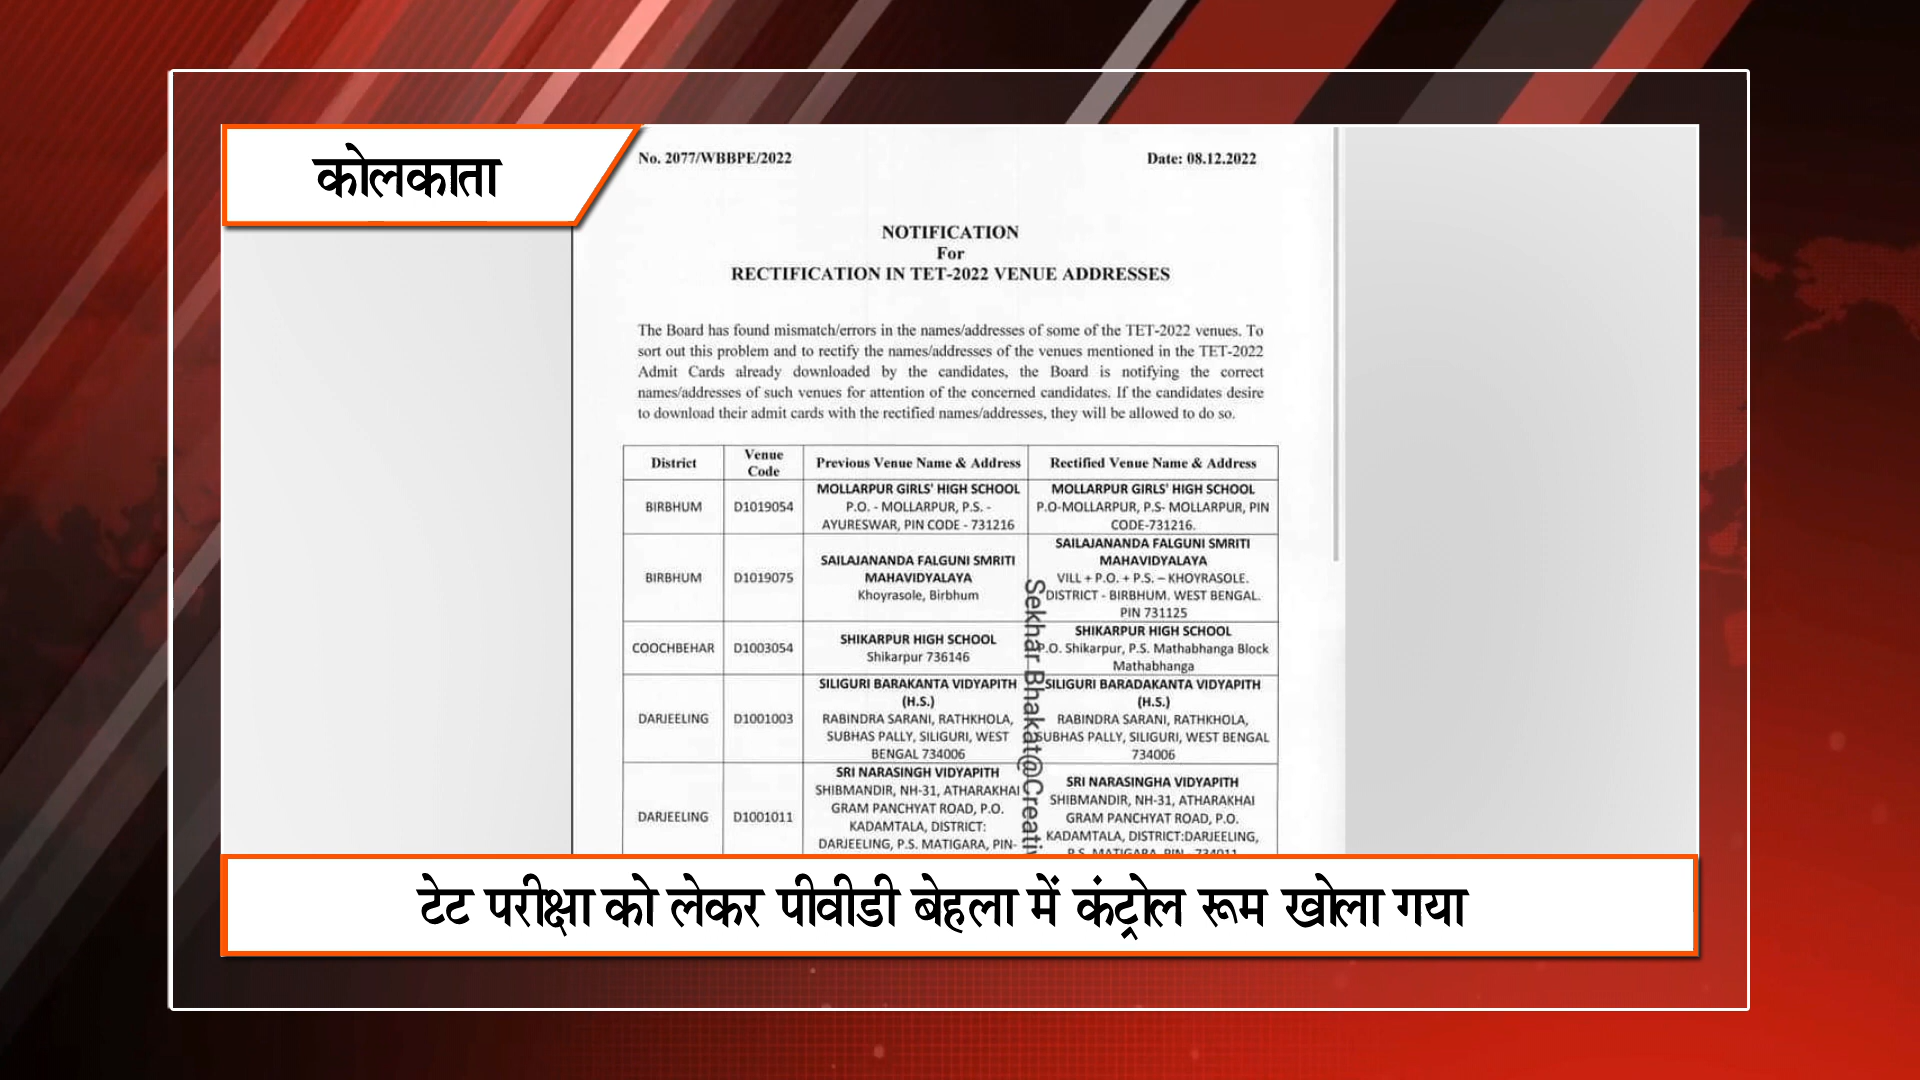 कोलकाता
No. 2077/WBBPE/2022
Date: 08.12.2022
NOTIFICATION
For
RECTIFICATION IN TET-2022 VENUE ADDRESSES
The Board has found mismatch/errors in the names/addresses of some of the TET-2022 venues. To
sort out this problem and to rectify the names/addresses of the venues mentioned in the TET-2022
Admit Cards already downloaded by the candidates, the Board is notifying the correct
names/addresses of such venues for attention of the concerned candidates. If the candidates desire
to download their admit cards with the rectified names/addresses, they will be allowed to do so.
District
Venue
Code
Previous Venue Name & Address
Rectified Venue Name & Address
BIRBHUM
D1019054
MOLLARPUR GIRLS' HIGH SCHOOL
P.O. - MOLLARPUR, P.S. -
AYURESWAR, PIN CODE - 731216
MOLLARPUR GIRLS' HIGH SCHOOL
P.O-MOLLARPUR, P.S- MOLLARPUR, PIN
CODE-731216.
BIRBHUM
D1019075
SAILAJANANDA FALGUNI SMRITI
MAHAVIDYALAYA
Khoyrasole, Birbhum
SAILAJANANDA FALGUNI SMRITI
MAHAVIDYALAYA
VILL + P.O. + P.S. – KHOYRASOLE.
DISTRICT - BIRBHUM. WEST BENGAL.
PIN 731125
COOCHBEHAR
D1003054
SHIKARPUR HIGH SCHOOL
Shikarpur 736146
SHIKARPUR HIGH SCHOOL
P.O. Shikarpur, P.S. Mathabhanga Block
Mathabhanga
DARJEELING
D1001003
SILIGURI BARAKANTA VIDYAPITH
(H.S.)
RABINDRA SARANI, RATHKHOLA,
SUBHAS PALLY, SILIGURI, WEST
BENGAL 734006
SILIGURI BARADAKANTA VIDYAPITH
(H.S.)
RABINDRA SARANI, RATHKHOLA,
SUBHAS PALLY, SILIGURI, WEST BENGAL
734006
DARJEELING
D1001011
SRI NARASINGH VIDYAPITH
SHIBMANDIR, NH-31, ATHARAKHAI
GRAM PANCHYAT ROAD, P.O.
KADAMTALA, DISTRICT:
DARJEELING, P.S. MATIGARA, PIN-
SRI NARASINGHA VIDYAPITH
SHIBMANDIR, NH-31, ATHARAKHAI
GRAM PANCHYAT ROAD, P.O.
KADAMTALA, DISTRICT:DARJEELING,
P.S. MATIGARA, PIN - 734011
Sekhar Bhakat@Creati
टेट परीक्षा को लेकर पीवीडी बेहला में कंट्रोल रूम खोला गया